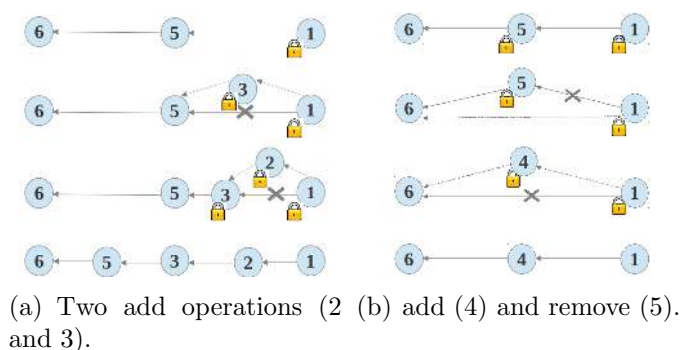 6 5 1
6 5 3 1
6 5 3 2 1
6 5 3 2 1
(a) Two add operations (2
and 3).
6 5 1
6 5 1
6 4 1
6 4 1
(b) add (4) and remove (5).